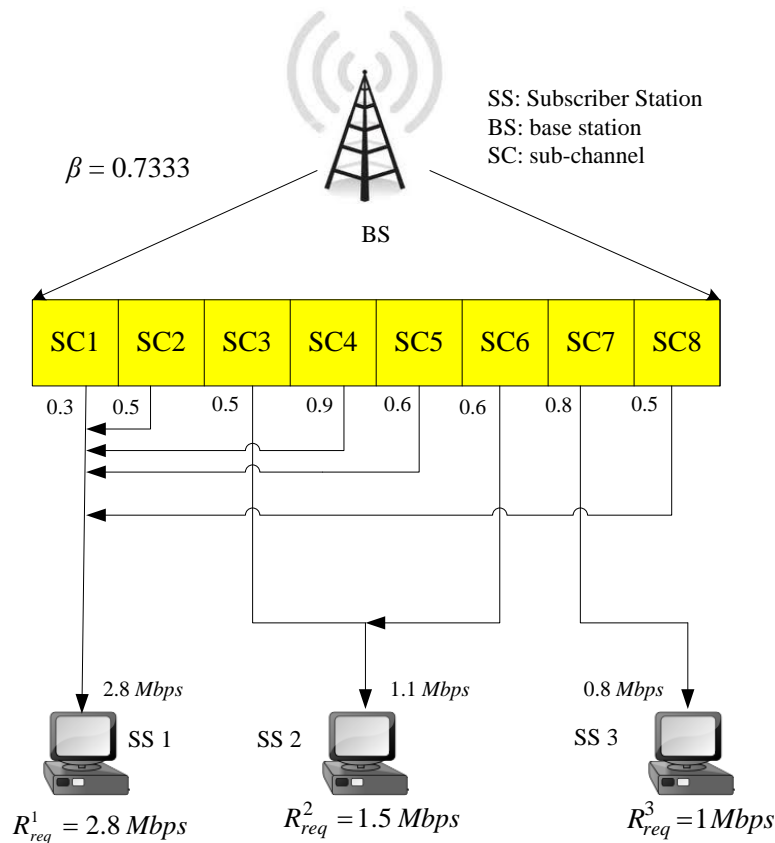 SS: Subscriber Station
BS: base station
SC: sub-channel
β = 0.7333
BS
SC1 SC2 SC3 SC4 SC5 SC6 SC7 SC8
0.3 0.5 0.5 0.9 0.6 0.6 0.8 0.5
2.8 Mbps 1.1 Mbps 0.8 Mbps
SS 1 SS 2 SS 3
R¹req = 2.8 Mbps R²req = 1.5 Mbps R³req = 1 Mbps